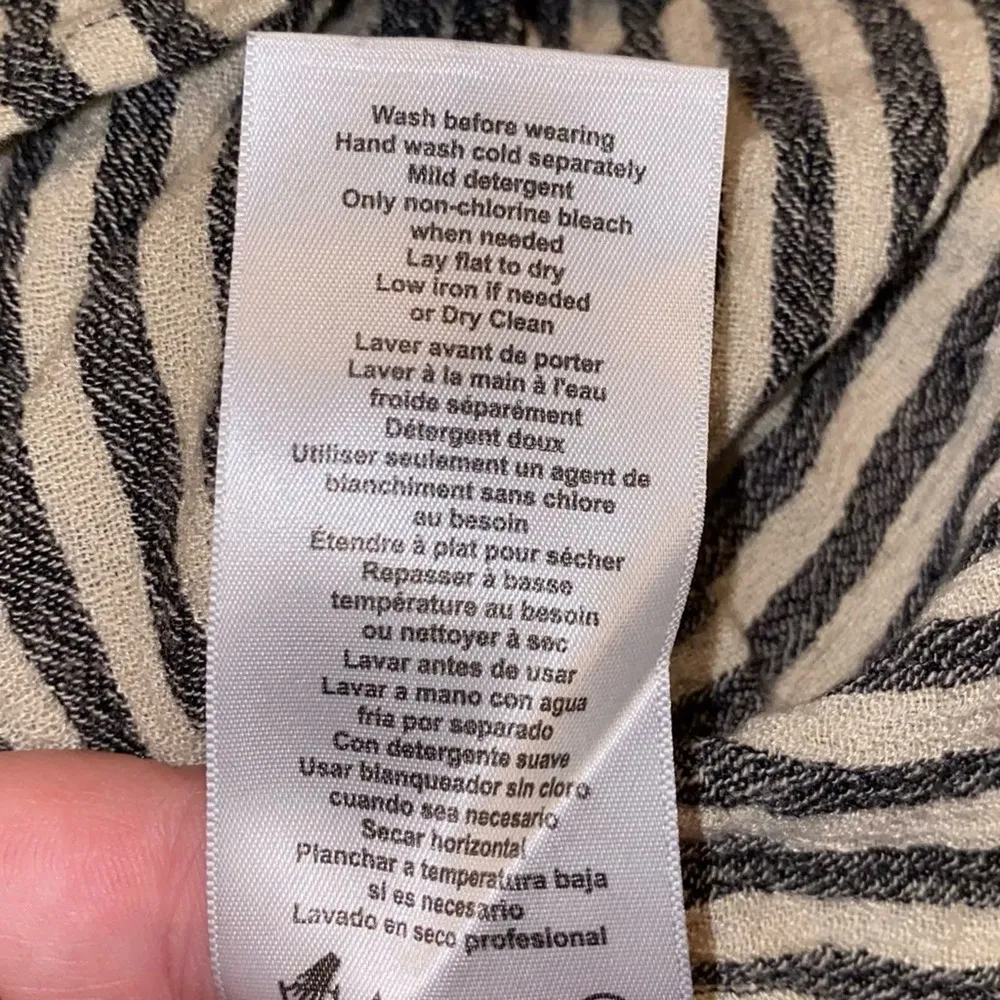 Wash before wearing
Hand wash cold separately
Mild detergent
Only non-chlorine bleach
when needed
Lay flat to dry
Low iron if needed
or Dry Clean
Laver avant de porter
Laver à la main à l'eau
froide séparément
Détergent doux
Utiliser seulement un agent de
blanchiment sans chlore
au besoin
Étendre à plat pour sécher
Repasser à basse
température au besoin
ou nettoyer à sec
Lavar antes de usar
Lavar a mano con agua
fría por separado
Con detergente suave
Usar blanqueador sin cloro
cuando sea necesario
Secar horizontal
Planchar a temperatura baja
si es necesario
Lavado en seco profesional